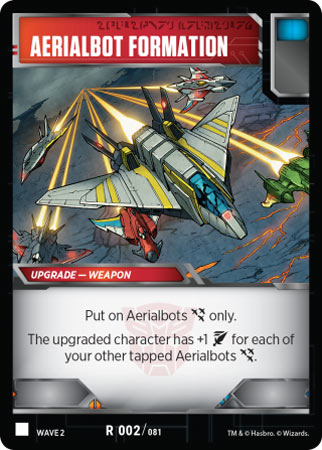 AERIALBOT FORMATION
UPGRADE — WEAPON
Put on Aerialbots only.
The upgraded character has +1 for each of
your other tapped Aerialbots .
WAVE 2 R 002/081 TM & © Hasbro. © Wizards.